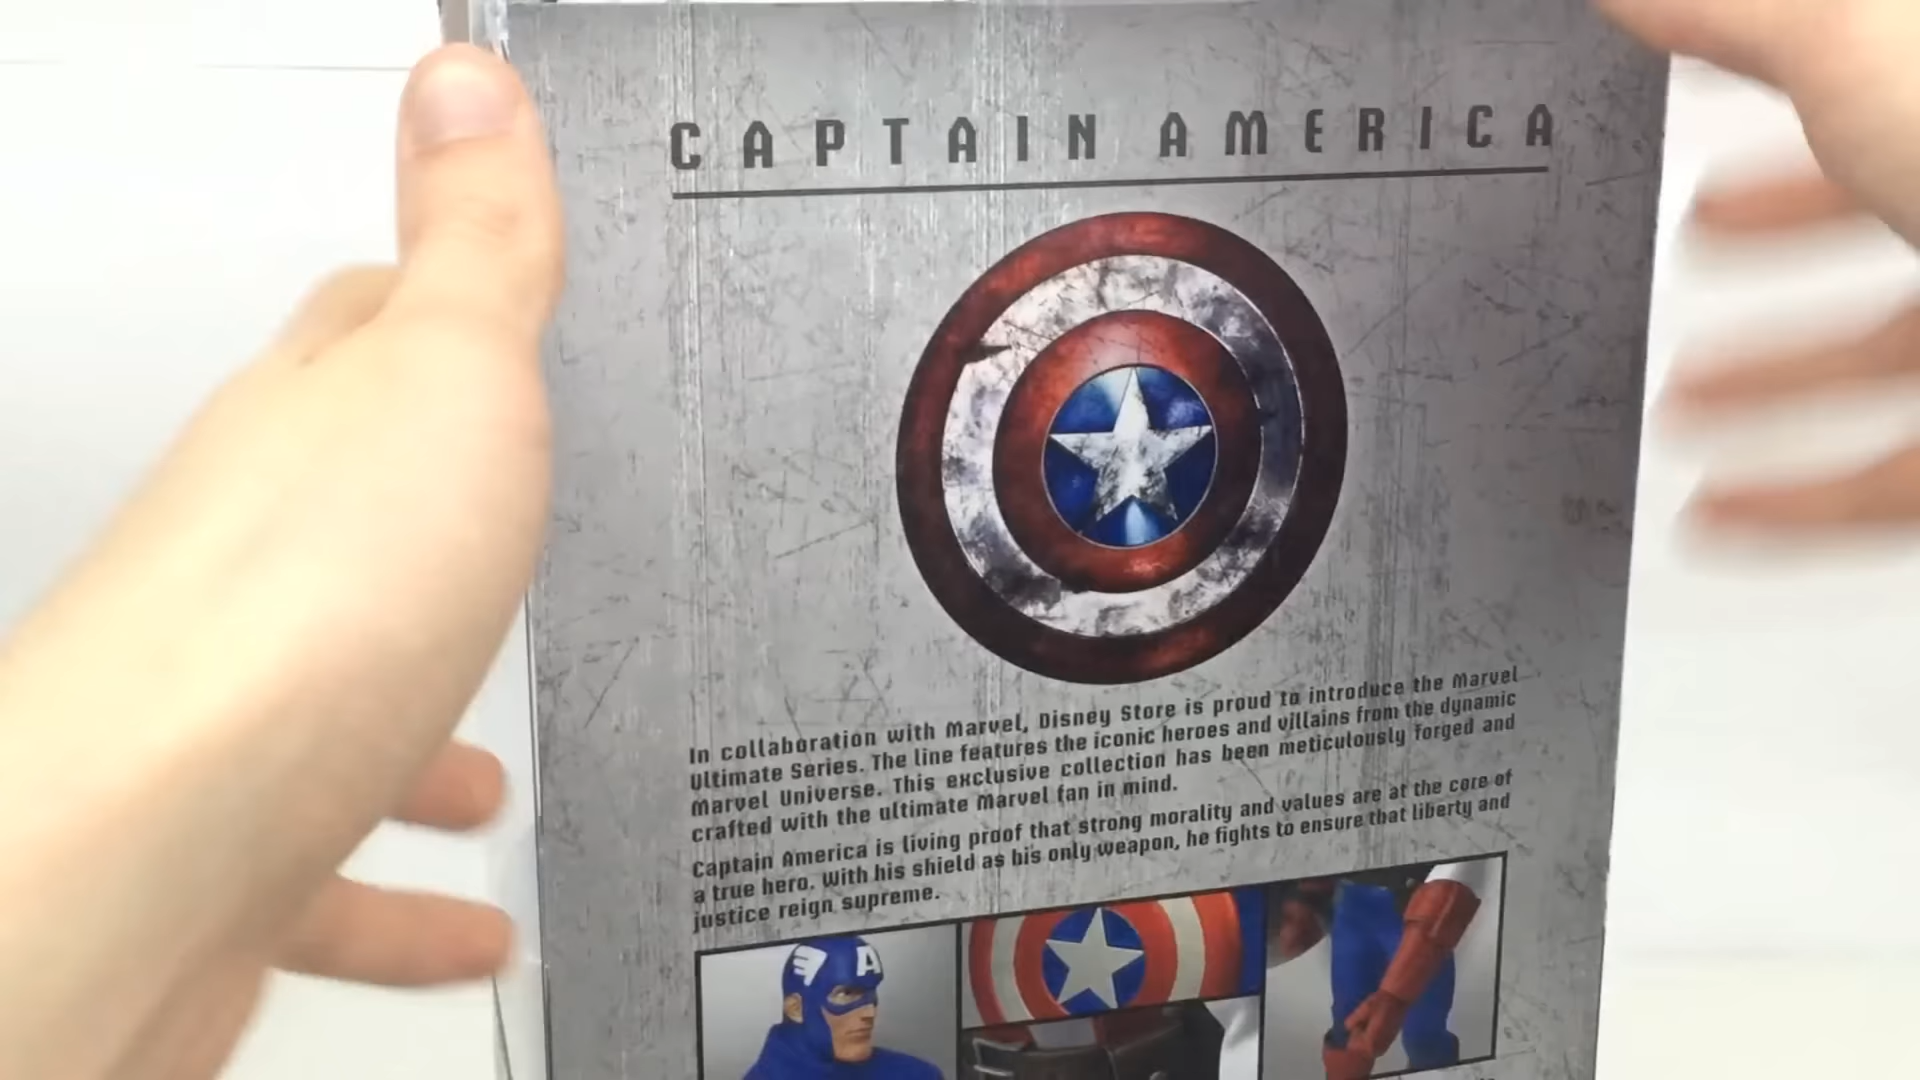 CAPTAIN AMERICA
In collaboration with Marvel, Disney Store is proud to introduce the Marvel
Ultimate Series. The line features the iconic heroes and villains from the dynamic
Marvel Universe. This exclusive collection has been meticulously forged and
crafted with the ultimate Marvel fan in mind.
Captain America is living proof that strong morality and values are at the core of
a true hero. With his shield as his only weapon, he fights to ensure that liberty and
justice reign supreme.
A